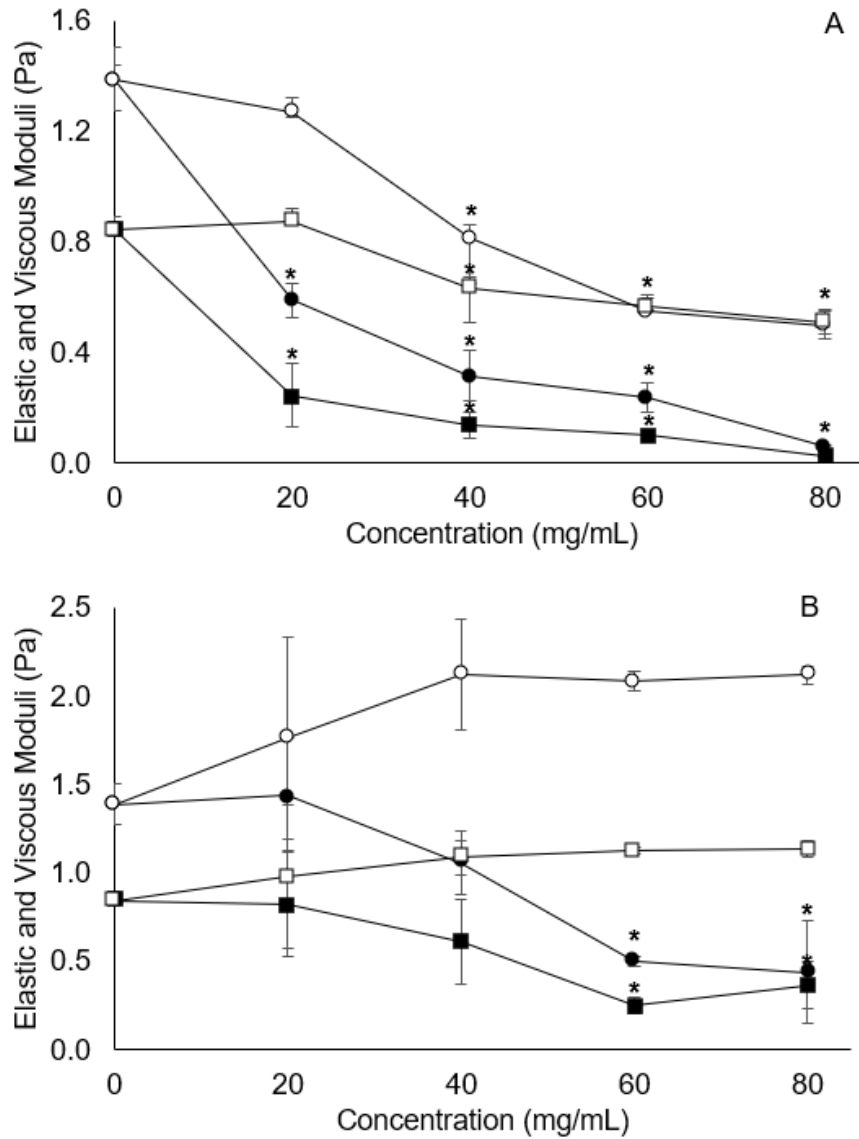 A
Elastic and Viscous Moduli (Pa)
1.6
1.2
0.8
0.4
0.0
* * * * * * * * * *
0 20 40 60 80
Concentration (mg/mL)
B
Elastic and Viscous Moduli (Pa)
2.5
2.0
1.5
1.0
0.5
0.0
* * * *
0 20 40 60 80
Concentration (mg/mL)